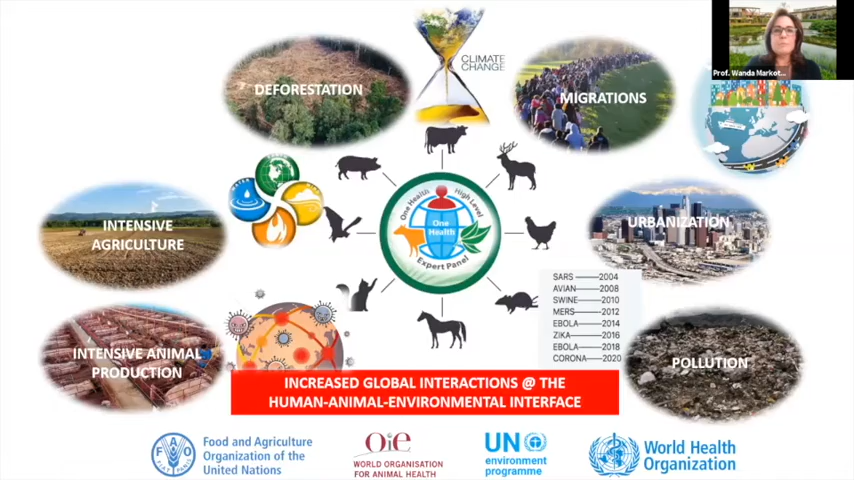 Prof. Wanda Markot...
CLIMATE
CHANGE
DEFORESTATION
MIGRATIONS
INTENSIVE
AGRICULTURE
One Health High Level
One
Health
Expert Panel
URBANIZATION
SARS——2004
AVIAN——2008
SWINE——2010
MERS——2012
EBOLA——2014
ZIKA——2016
EBOLA——2018
CORONA—2020
INTENSIVE ANIMAL
PRODUCTION
POLLUTION
INCREASED GLOBAL INTERACTIONS @ THE
HUMAN-ANIMAL-ENVIRONMENTAL INTERFACE
FAO
FIAT PANIS
Food and Agriculture
Organization of the
United Nations
OiE
WORLD ORGANISATION
FOR ANIMAL HEALTH
UN
environment
programme
World Health
Organization